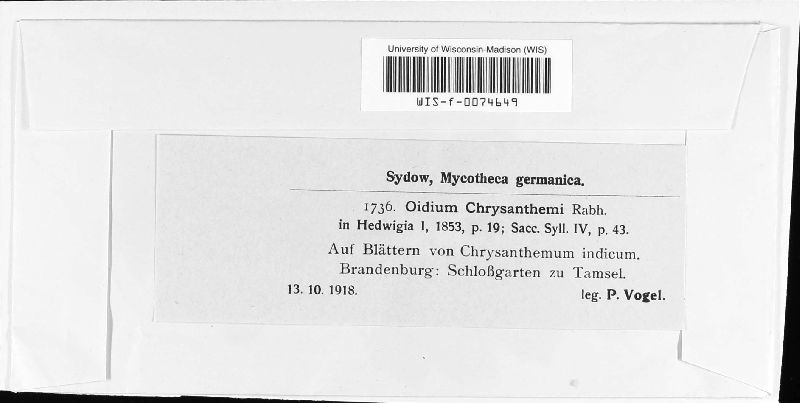 University of Wisconsin-Madison (WIS)
WIS-f-0074649
Sydow, Mycotheca germanica.
1736. Oidium Chrysanthemi Rabh.
in Hedwigia I, 1853, p. 19; Sacc. Syll. IV, p. 43.
Auf Blättern von Chrysanthemum indicum.
Brandenburg: Schloßgarten zu Tamsel.
13. 10. 1918. leg. P. Vogel.